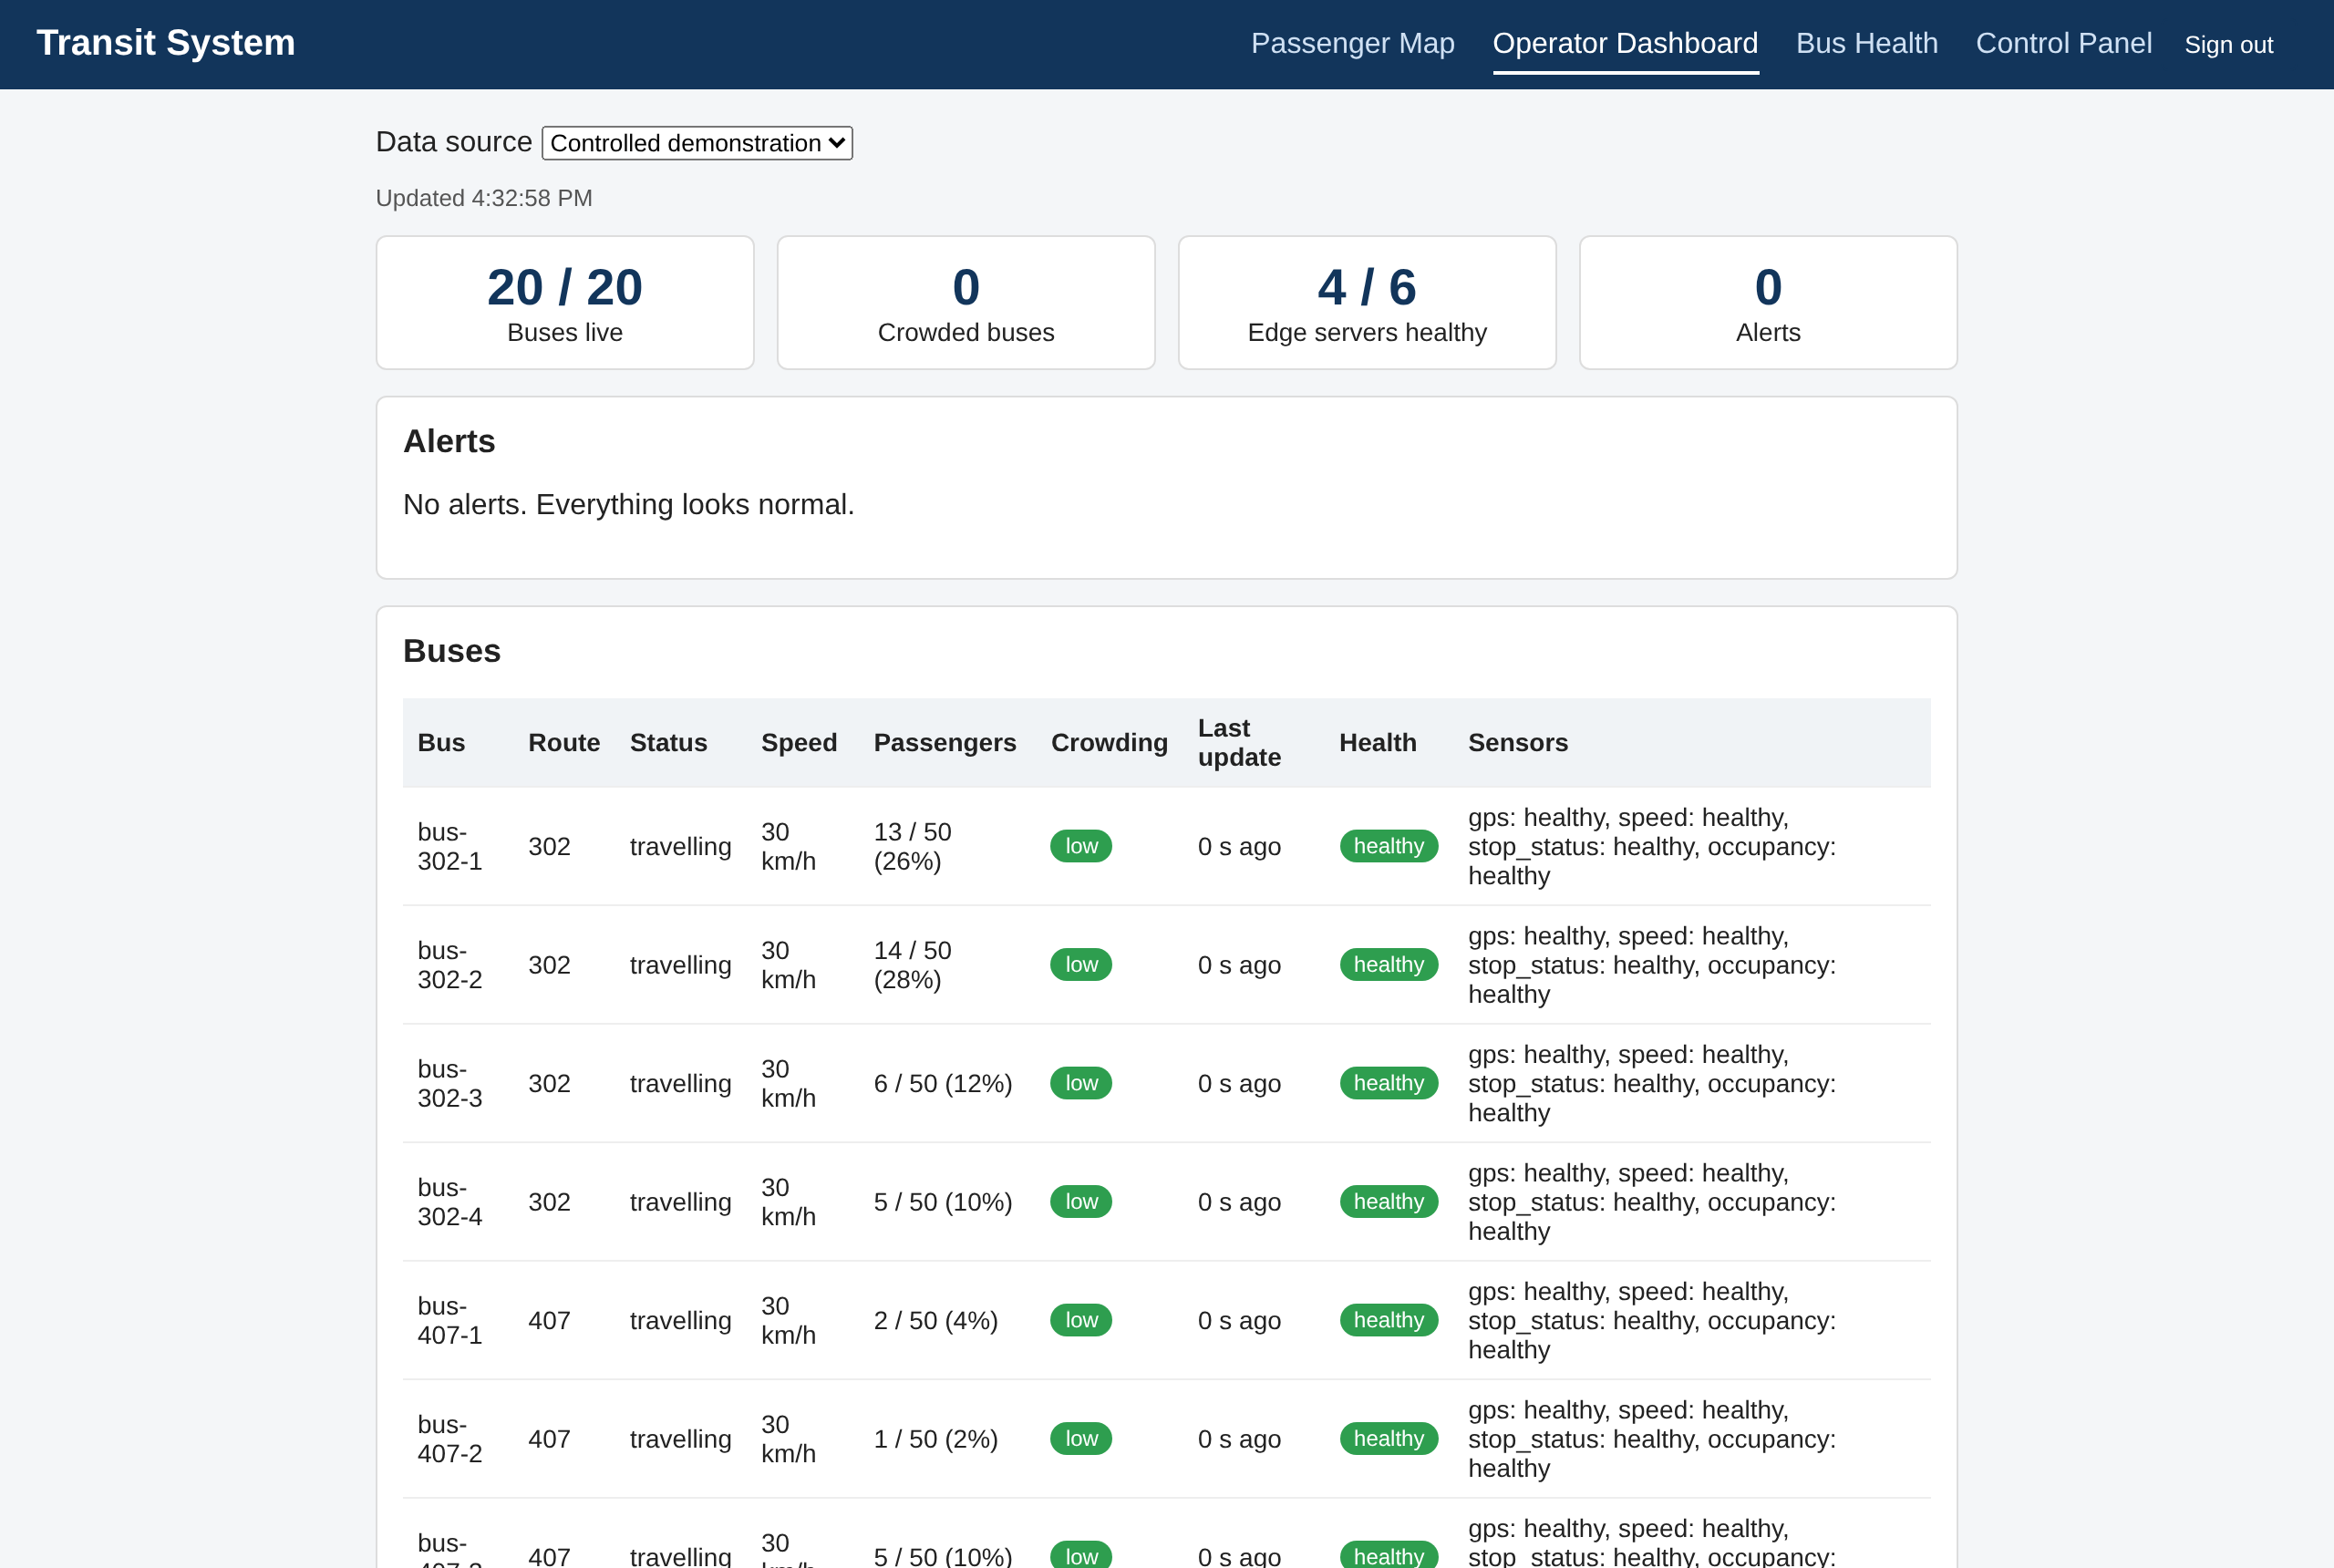 Transit System
Passenger Map
Operator Dashboard
Bus Health
Control Panel
Sign out
Data source Controlled demonstration
Updated 4:32:58 PM
20 / 20
Buses live
0
Crowded buses
4 / 6
Edge servers healthy
0
Alerts
Alerts
No alerts. Everything looks normal.
Buses
Bus Route Status Speed Passengers Crowding Last update Health Sensors
bus-302-1 302 travelling 30 km/h 13 / 50 (26%) low 0 s ago healthy gps: healthy, speed: healthy, stop_status: healthy, occupancy: healthy
bus-302-2 302 travelling 30 km/h 14 / 50 (28%) low 0 s ago healthy gps: healthy, speed: healthy, stop_status: healthy, occupancy: healthy
bus-302-3 302 travelling 30 km/h 6 / 50 (12%) low 0 s ago healthy gps: healthy, speed: healthy, stop_status: healthy, occupancy: healthy
bus-302-4 302 travelling 30 km/h 5 / 50 (10%) low 0 s ago healthy gps: healthy, speed: healthy, stop_status: healthy, occupancy: healthy
bus-407-1 407 travelling 30 km/h 2 / 50 (4%) low 0 s ago healthy gps: healthy, speed: healthy, stop_status: healthy, occupancy: healthy
bus-407-2 407 travelling 30 km/h 1 / 50 (2%) low 0 s ago healthy gps: healthy, speed: healthy, stop_status: healthy, occupancy: healthy
bus- 407 travelling 30 5 / 50 (10%) low 0 s ago healthy gps: healthy, speed: healthy, stop_status: healthy, occupancy: